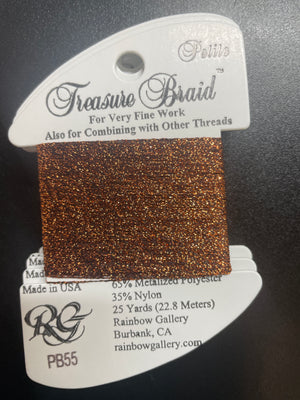 Petite
Treasure Braid™
For Very Fine Work
Also for Combining with Other Threads
Made in USA
65% Metalized Polyester
35% Nylon
25 Yards (22.8 Meters)
Rainbow Gallery
Burbank, CA
rainbowgallery.com
RG
PB55